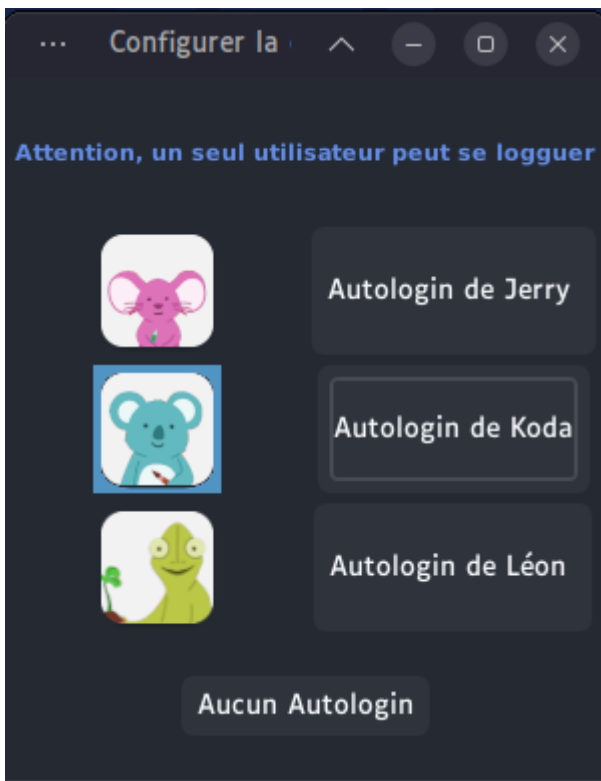 Configurer la
Attention, un seul utilisateur peut se logguer
Autologin de Jerry
Autologin de Koda
Autologin de Léon
Aucun Autologin